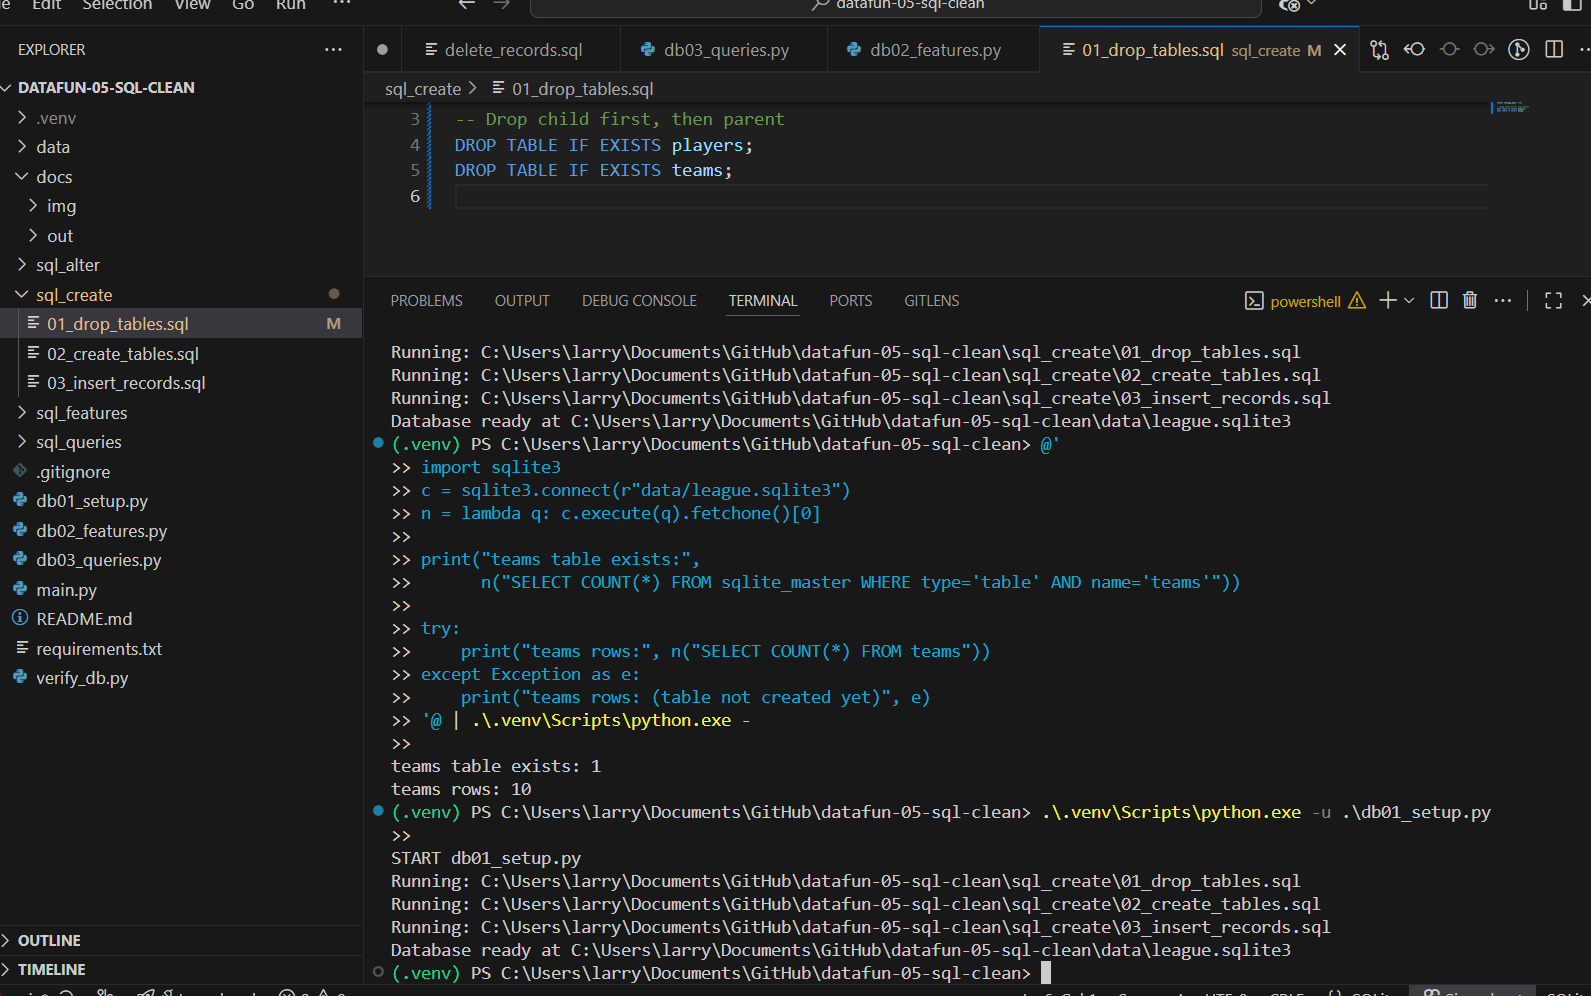 Edit Selection View Go Run ...
datafun-05-sql-clean
EXPLORER
DATAFUN-05-SQL-CLEAN
.venv
data
docs
img
out
sql_alter
sql_create
01_drop_tables.sql M
02_create_tables.sql
03_insert_records.sql
sql_features
sql_queries
.gitignore
db01_setup.py
db02_features.py
db03_queries.py
main.py
README.md
requirements.txt
verify_db.py
OUTLINE
TIMELINE
delete_records.sql
db03_queries.py
db02_features.py
01_drop_tables.sql sql_create M
sql_create > 01_drop_tables.sql
3 -- Drop child first, then parent
4 DROP TABLE IF EXISTS players;
5 DROP TABLE IF EXISTS teams;
6
PROBLEMS OUTPUT DEBUG CONSOLE TERMINAL PORTS GITLENS
powershell
Running: C:\Users\larry\Documents\GitHub\datafun-05-sql-clean\sql_create\01_drop_tables.sql
Running: C:\Users\larry\Documents\GitHub\datafun-05-sql-clean\sql_create\02_create_tables.sql
Running: C:\Users\larry\Documents\GitHub\datafun-05-sql-clean\sql_create\03_insert_records.sql
Database ready at C:\Users\larry\Documents\GitHub\datafun-05-sql-clean\data\league.sqlite3
(.venv) PS C:\Users\larry\Documents\GitHub\datafun-05-sql-clean> @'
>> import sqlite3
>> c = sqlite3.connect(r"data/league.sqlite3")
>> n = lambda q: c.execute(q).fetchone()[0]
>>
>> print("teams table exists:",
>>       n("SELECT COUNT(*) FROM sqlite_master WHERE type='table' AND name='teams'"))
>>
>> try:
>>     print("teams rows:", n("SELECT COUNT(*) FROM teams"))
>> except Exception as e:
>>     print("teams rows: (table not created yet)", e)
>> '@ | .\.venv\Scripts\python.exe -
>>
teams table exists: 1
teams rows: 10
(.venv) PS C:\Users\larry\Documents\GitHub\datafun-05-sql-clean> .\.venv\Scripts\python.exe -u .\db01_setup.py
>>
START db01_setup.py
Running: C:\Users\larry\Documents\GitHub\datafun-05-sql-clean\sql_create\01_drop_tables.sql
Running: C:\Users\larry\Documents\GitHub\datafun-05-sql-clean\sql_create\02_create_tables.sql
Running: C:\Users\larry\Documents\GitHub\datafun-05-sql-clean\sql_create\03_insert_records.sql
Database ready at C:\Users\larry\Documents\GitHub\datafun-05-sql-clean\data\league.sqlite3
(.venv) PS C:\Users\larry\Documents\GitHub\datafun-05-sql-clean>